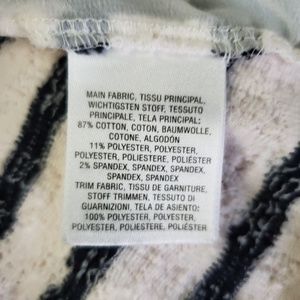 MAIN FABRIC, TISSU PRINCIPAL,
WICHTIGSTEN STOFF, TESSUTO
PRINCIPALE, TELA PRINCIPAL:
87% COTTON, COTON, BAUMWOLLE,
COTONE, ALGODÓN
11% POLYESTER, POLYESTER,
POLYESTER, POLIESTERE, POLIÉSTER
2% SPANDEX, SPANDEX,
SPANDEX, SPANDEX, SPANDEX
TRIM FABRIC, TISSU DE GARNITURE,
STOFF TRIMMEN, TESSUTO DI
GUARNIZIONI, TELA DE ASIENTO:
100% POLYESTER, POLYESTER,
POLYESTER, POLIESTERE, POLIÉSTER